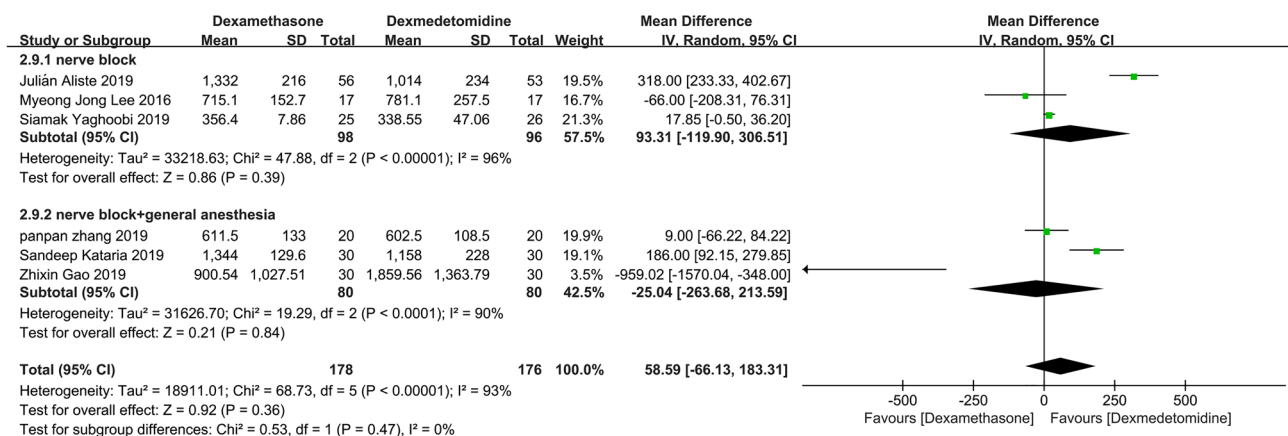 Dexamethasone Dexmedetomidine Mean Difference Mean Difference
Study or Subgroup Mean SD Total Mean SD Total Weight IV, Random, 95% CI IV, Random, 95% CI
2.9.1 nerve block
Julián Aliste 2019 1,332 216 56 1,014 234 53 19.5% 318.00 [233.33, 402.67]
Myeong Jong Lee 2016 715.1 152.7 17 781.1 257.5 17 16.7% -66.00 [-208.31, 76.31]
Siamak Yaghoobi 2019 356.4 7.86 25 338.55 47.06 26 21.3% 17.85 [-0.50, 36.20]
Subtotal (95% CI) 98 96 57.5% 93.31 [-119.90, 306.51]
Heterogeneity: Tau² = 33218.63; Chi² = 47.88, df = 2 (P < 0.00001); I² = 96%
Test for overall effect: Z = 0.86 (P = 0.39)
2.9.2 nerve block+general anesthesia
panpan zhang 2019 611.5 133 20 602.5 108.5 20 19.9% 9.00 [-66.22, 84.22]
Sandeep Kataria 2019 1,344 129.6 30 1,158 228 30 19.1% 186.00 [92.15, 279.85]
Zhixin Gao 2019 900.54 1,027.51 30 1,859.56 1,363.79 30 3.5% -959.02 [-1570.04, -348.00]
Subtotal (95% CI) 80 80 42.5% -25.04 [-263.68, 213.59]
Heterogeneity: Tau² = 31626.70; Chi² = 19.29, df = 2 (P < 0.0001); I² = 90%
Test for overall effect: Z = 0.21 (P = 0.84)
Total (95% CI) 178 176 100.0% 58.59 [-66.13, 183.31]
Heterogeneity: Tau² = 18911.01; Chi² = 68.73, df = 5 (P < 0.00001); I² = 93%
Test for overall effect: Z = 0.92 (P = 0.36)
Test for subgroup differences: Chi² = 0.53, df = 1 (P = 0.47), I² = 0%
-500 -250 0 250 500
Favours [Dexamethasone] Favours [Dexmedetomidine]